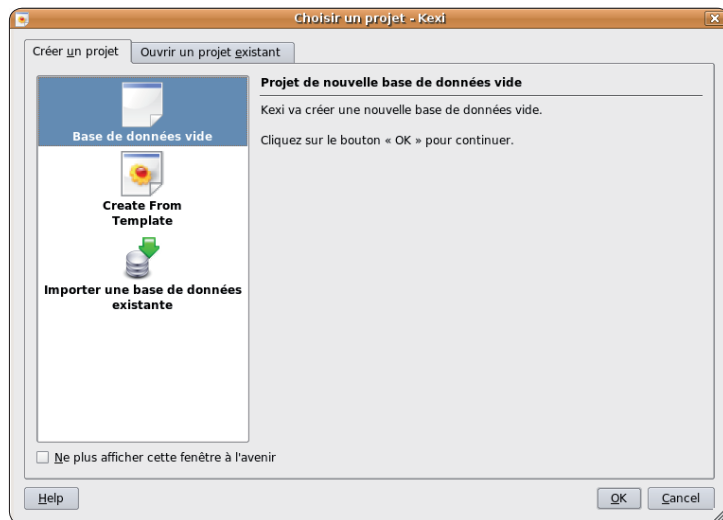 Choisir un projet - Kexi
Créer un projet
Ouvrir un projet existant
Base de données vide
Create From
Template
Importer une base de données
existante
Projet de nouvelle base de données vide
Kexi va créer une nouvelle base de données vide.
Cliquez sur le bouton « OK » pour continuer.
Ne plus afficher cette fenêtre à l'avenir
Help
OK
Cancel